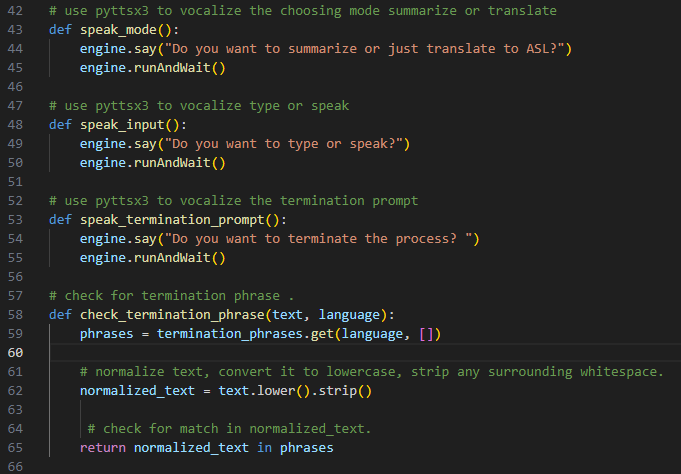 42 # use pyttsx3 to vocalize the choosing mode summarize or translate
43 def speak_mode():
44     engine.say("Do you want to summarize or just translate to ASL?")
45     engine.runAndWait()
46
47 # use pyttsx3 to vocalize type or speak
48 def speak_input():
49     engine.say("Do you want to type or speak?")
50     engine.runAndWait()
51
52 # use pyttsx3 to vocalize the termination prompt
53 def speak_termination_prompt():
54     engine.say("Do you want to terminate the process? ")
55     engine.runAndWait()
56
57 # check for termination phrase .
58 def check_termination_phrase(text, language):
59     phrases = termination_phrases.get(language, [])
60
61     # normalize text, convert it to lowercase, strip any surrounding whitespace.
62     normalized_text = text.lower().strip()
63
64      # check for match in normalized_text.
65     return normalized_text in phrases
66